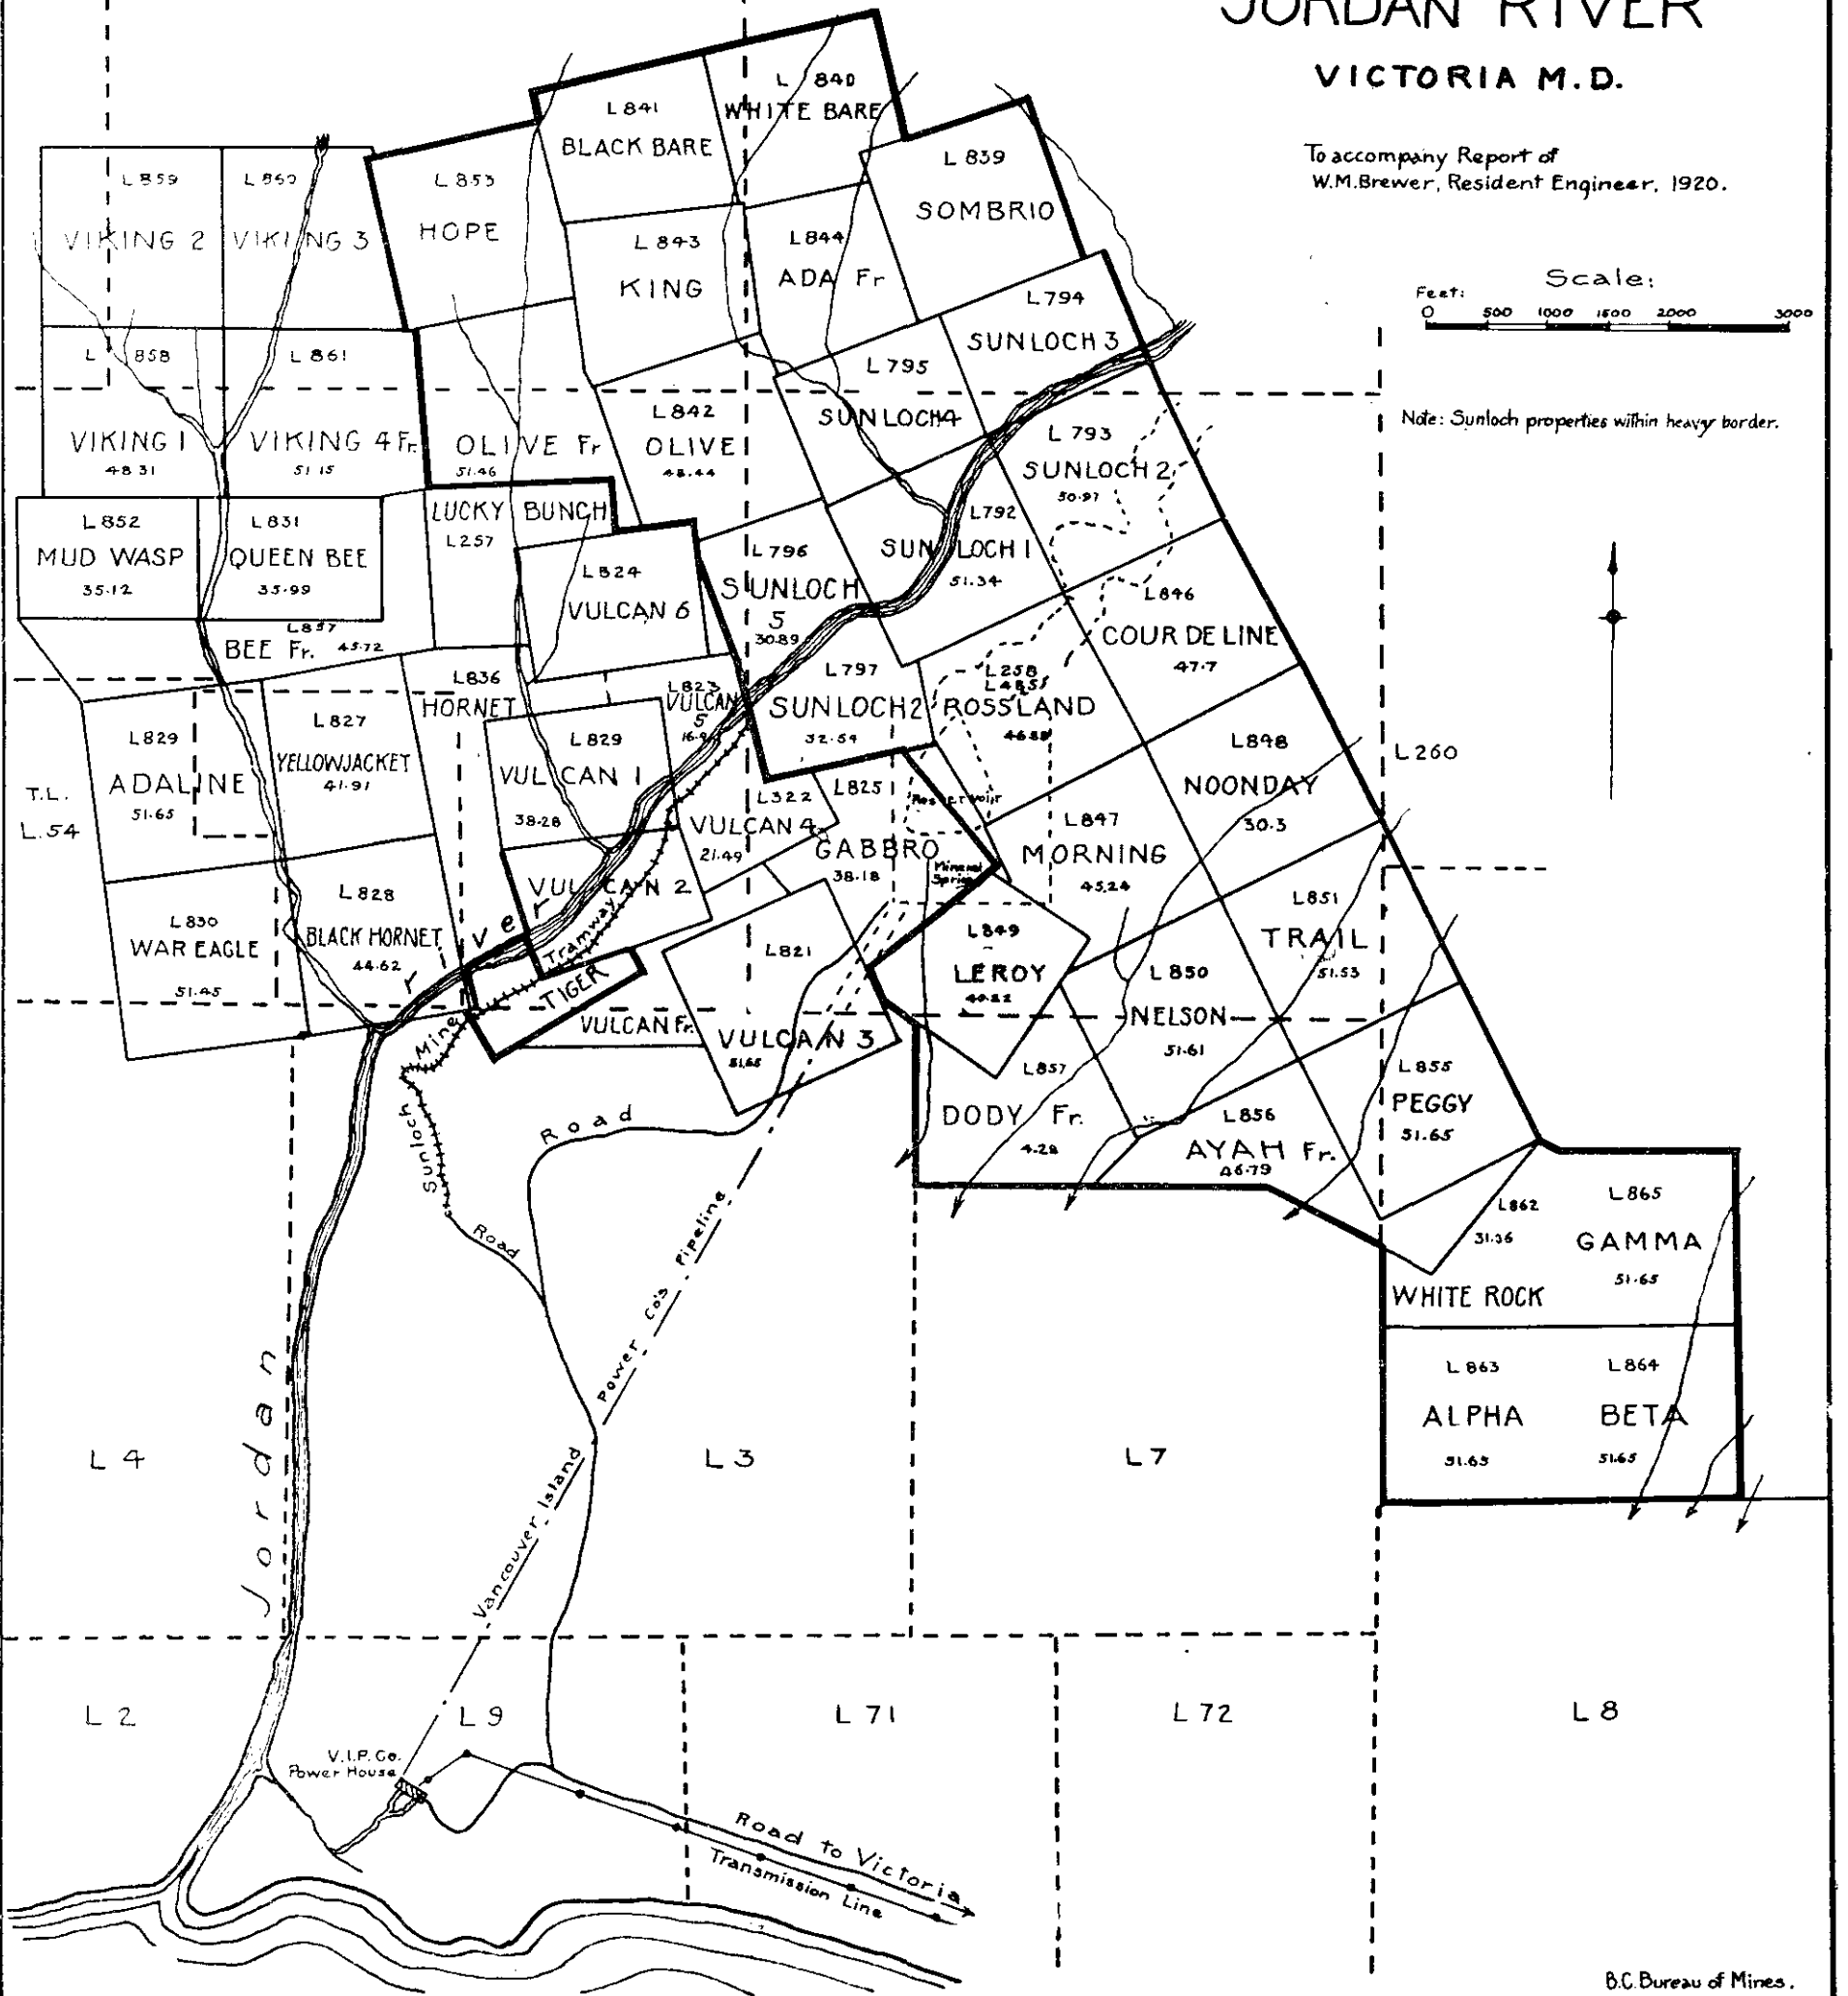 JORDAN RIVER
VICTORIA M.D.
To accompany Report of
W.M.Brewer, Resident Engineer, 1920.
Scale:
Feet:
0 500 1000 1500 2000 3000
Note: Sunloch properties within heavy border.
L 841
BLACK BARE
L 840
WHITE BARE
L 839
SOMBRIO
L 859
VIKING 2
L 860
VIKING 3
L 853
HOPE
L 843
KING
L 844
ADA Fr
L 794
SUNLOCH 3
L 858
VIKING 1
48.31
L 861
VIKING 4 Fr.
51.15
OLIVE Fr
51.46
L 842
OLIVE
48.44
L 795
SUNLOCH 4
L 793
SUNLOCH 2
50.97
L 852
MUD WASP
35.12
L 831
QUEEN BEE
35.99
LUCKY BUNCH
L 257
L 824
VULCAN 6
L 796
SUNLOCH
5
30.89
L 792
SUNLOCH 1
51.34
L 846
COUR DE LINE
47.7
L 857
BEE Fr. 45.72
L 836
HORNET
L 823
VULCAN
5
L 797
SUNLOCH 2
32.54
L 258
ROSSLAND
L 829
ADALINE
51.65
L 827
YELLOWJACKET
41.91
L 829
VULCAN 1
38.28
L 322
VULCAN 4
21.49
L 825
GABBRO
38.18
Reservoir
Mineral
Spring
L 848
NOONDAY
30.3
L 847
MORNING
45.24
L 260
T.L.
L.54
L 830
WAR EAGLE
51.45
L 828
BLACK HORNET
44.62
VULCAN 2
TIGER
VULCAN Fr.
L 821
VULCAN 3
51.65
L 849
LEROY
L 850
NELSON
51.61
L 851
TRAIL
51.53
L 857
DODY Fr.
4.28
L 856
AYAH Fr.
46.79
L 855
PEGGY
51.65
L 862
31.36
WHITE ROCK
L 865
GAMMA
51.65
L 863
ALPHA
51.65
L 864
BETA
51.65
Jordan river
Sunloch Mine Tramway
Road
Road
Vancouver Island Power Co's Pipeline
L 4
L 3
L 7
L 2
L 9
L 71
L 72
L 8
V.I.P. Co.
Power House
Road to Victoria
Transmission Line
B.C. Bureau of Mines.